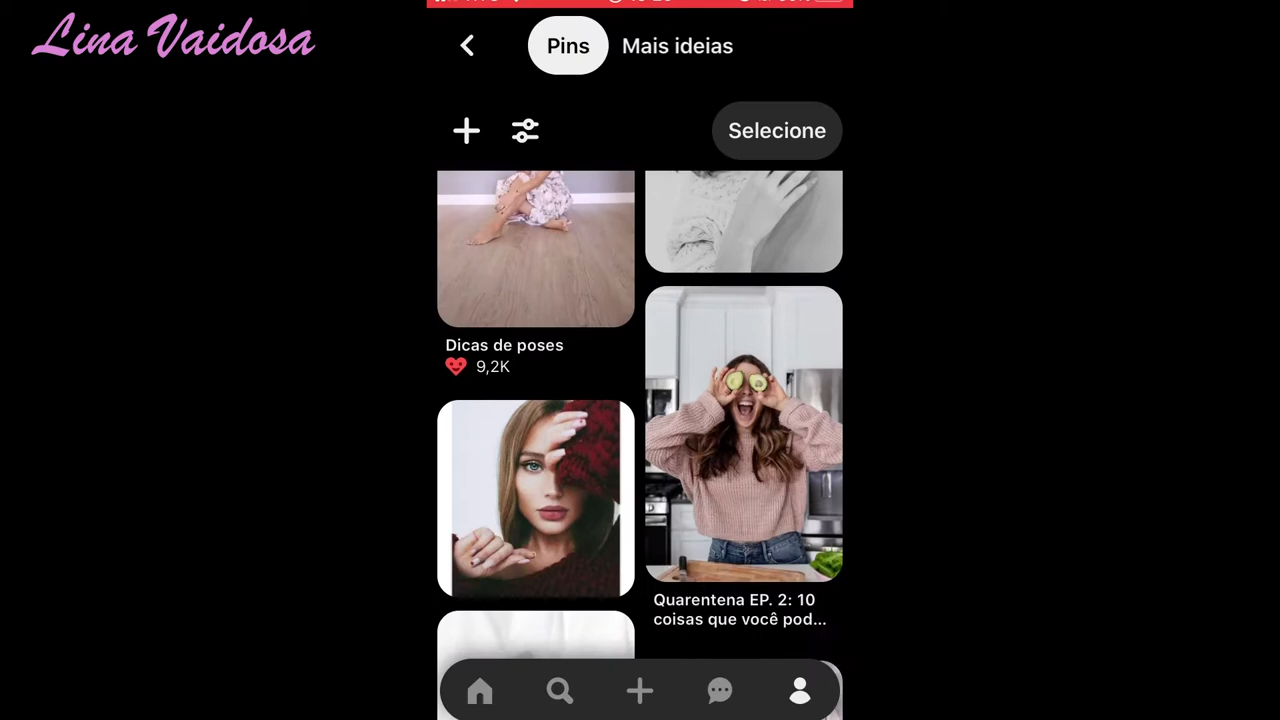 Lina Vaidosa
Pins
Mais ideias
Selecione
Dicas de poses
9,2K
Quarentena EP. 2: 10
coisas que você pod...